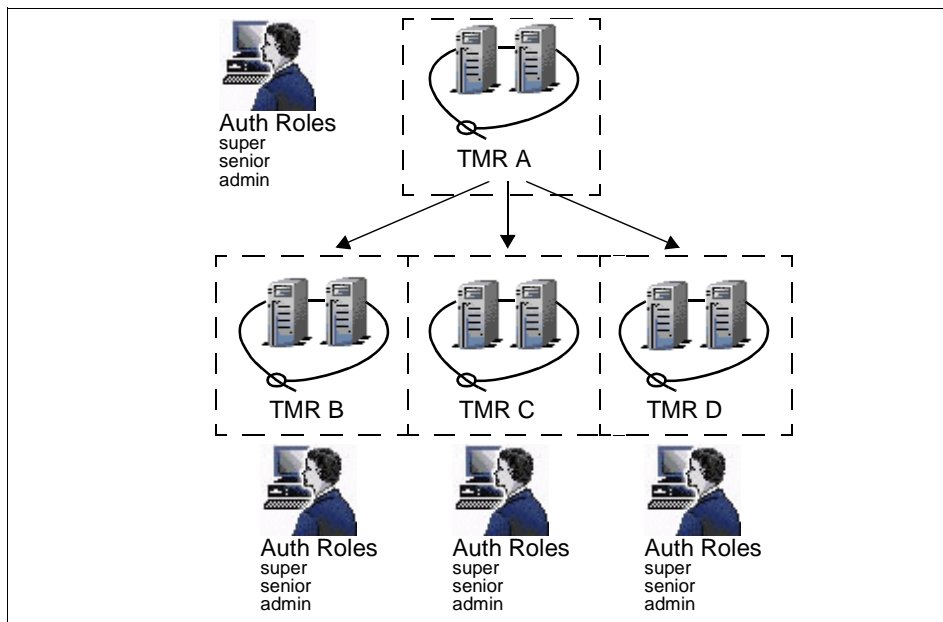 Auth Roles
super
senior
admin
TMR A
TMR B
TMR C
TMR D
Auth Roles
super
senior
admin
Auth Roles
super
senior
admin
Auth Roles
super
senior
admin